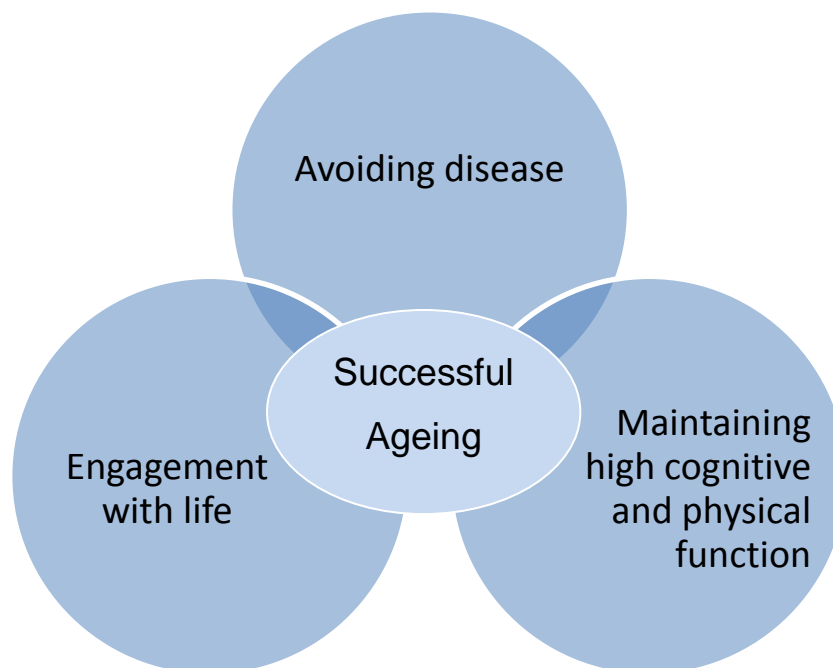 Avoiding disease
Successful
Ageing
Engagement
with life
Maintaining
high cognitive
and physical
function